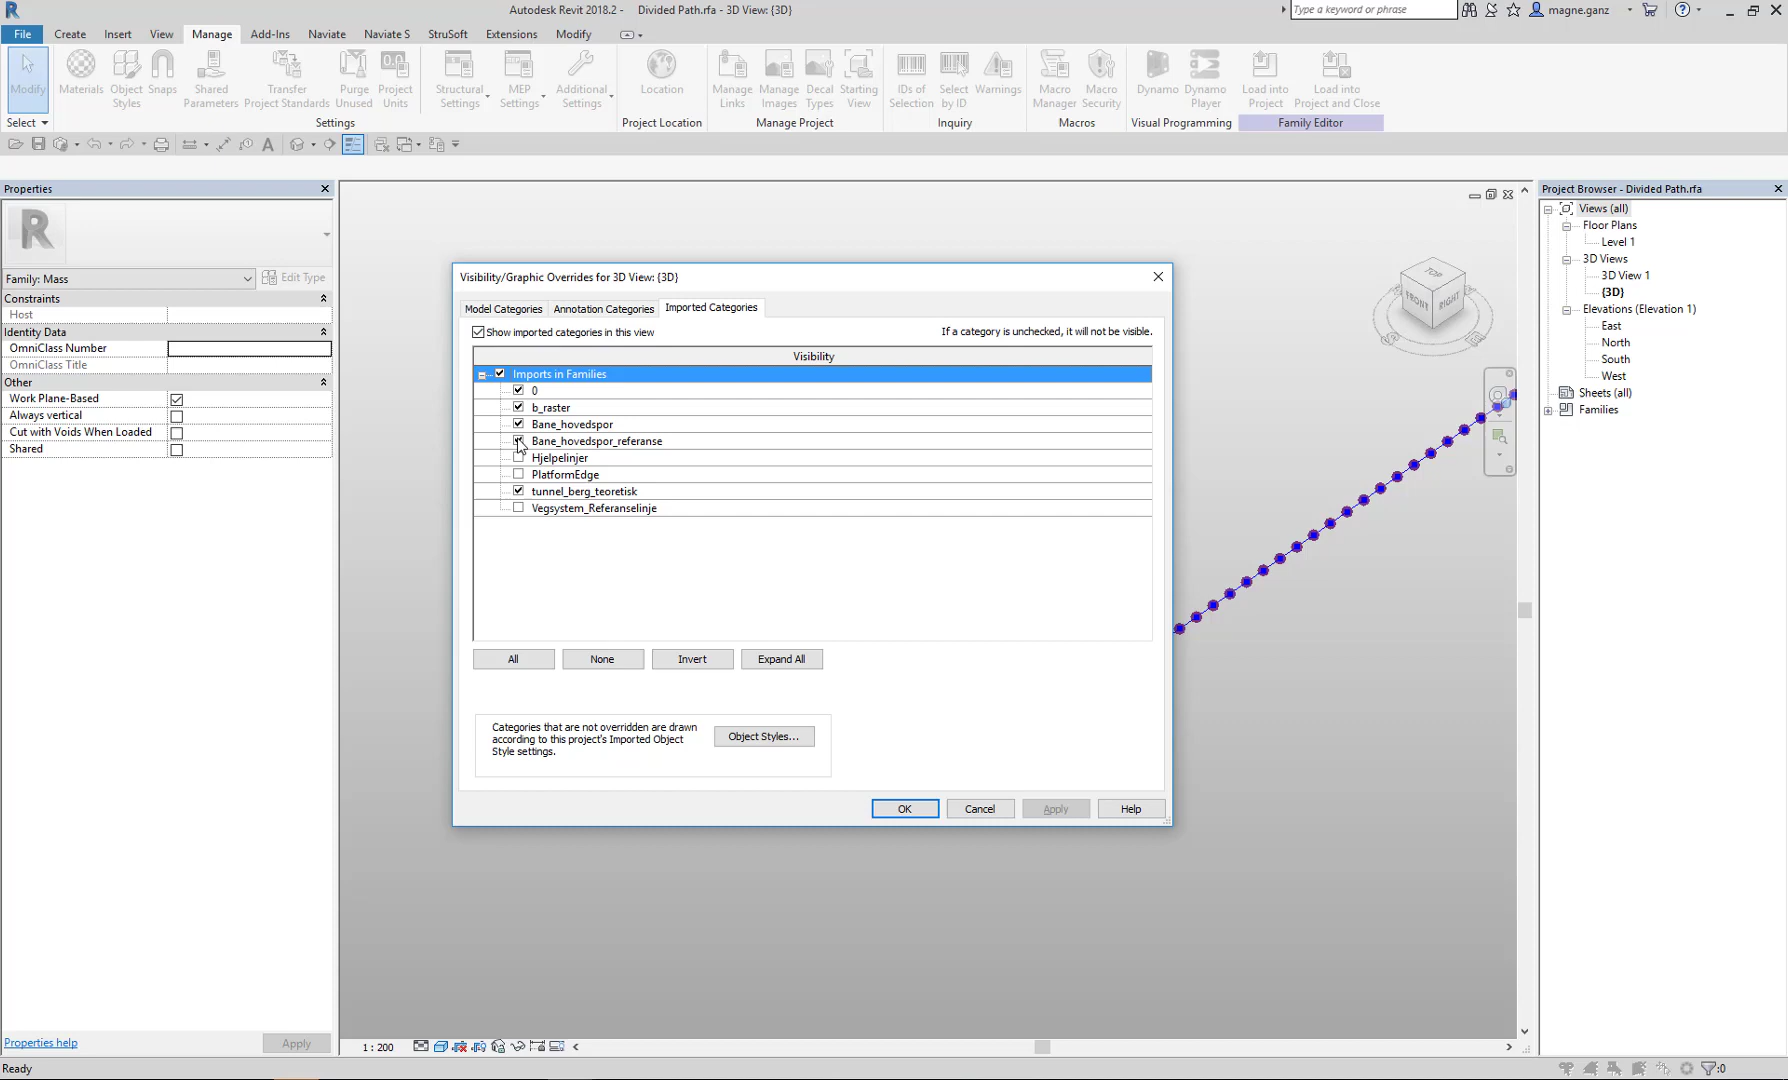 Autodesk Revit 2018.2 - Divided Path.rfa - 3D View: {3D}
Type a keyword or phrase
magne.ganz
File Create Insert View Manage Add-Ins Naviate Naviate S StruSoft Extensions Modify
Modify
Materials
Object Styles
Snaps
Shared Parameters
Transfer Project Standards
Purge Unused
Project Units
Structural Settings
MEP Settings
Additional Settings
Location
Manage Links
Manage Images
Decal Types
Starting View
IDs of Selection
Select by ID
Warnings
Macro Manager
Macro Security
Dynamo
Dynamo Player
Load into Project
Load into Project and Close
Select Settings Project Location Manage Project Inquiry Macros Visual Programming Family Editor
Properties
R
Family: Mass
Edit Type
Constraints
Host
Identity Data
OmniClass Number
OmniClass Title
Other
Work Plane-Based
Always vertical
Cut with Voids When Loaded
Shared
Properties help
Apply
Visibility/Graphic Overrides for 3D View: {3D}
Model Categories Annotation Categories Imported Categories
Show imported categories in this view
If a category is unchecked, it will not be visible.
Visibility
Imports in Families
0
b_raster
Bane_hovedspor
Bane_hovedspor_referanse
Hjelpelinjer
PlatformEdge
tunnel_berg_teoretisk
Vegsystem_Referanselinje
All None Invert Expand All
Categories that are not overridden are drawn
according to this project's Imported Object
Style settings.
Object Styles...
OK Cancel Apply Help
TOP
FRONT
RIGHT
Project Browser - Divided Path.rfa
Views (all)
Floor Plans
Level 1
3D Views
3D View 1
{3D}
Elevations (Elevation 1)
East
North
South
West
Sheets (all)
Families
1 : 200
Ready
:0